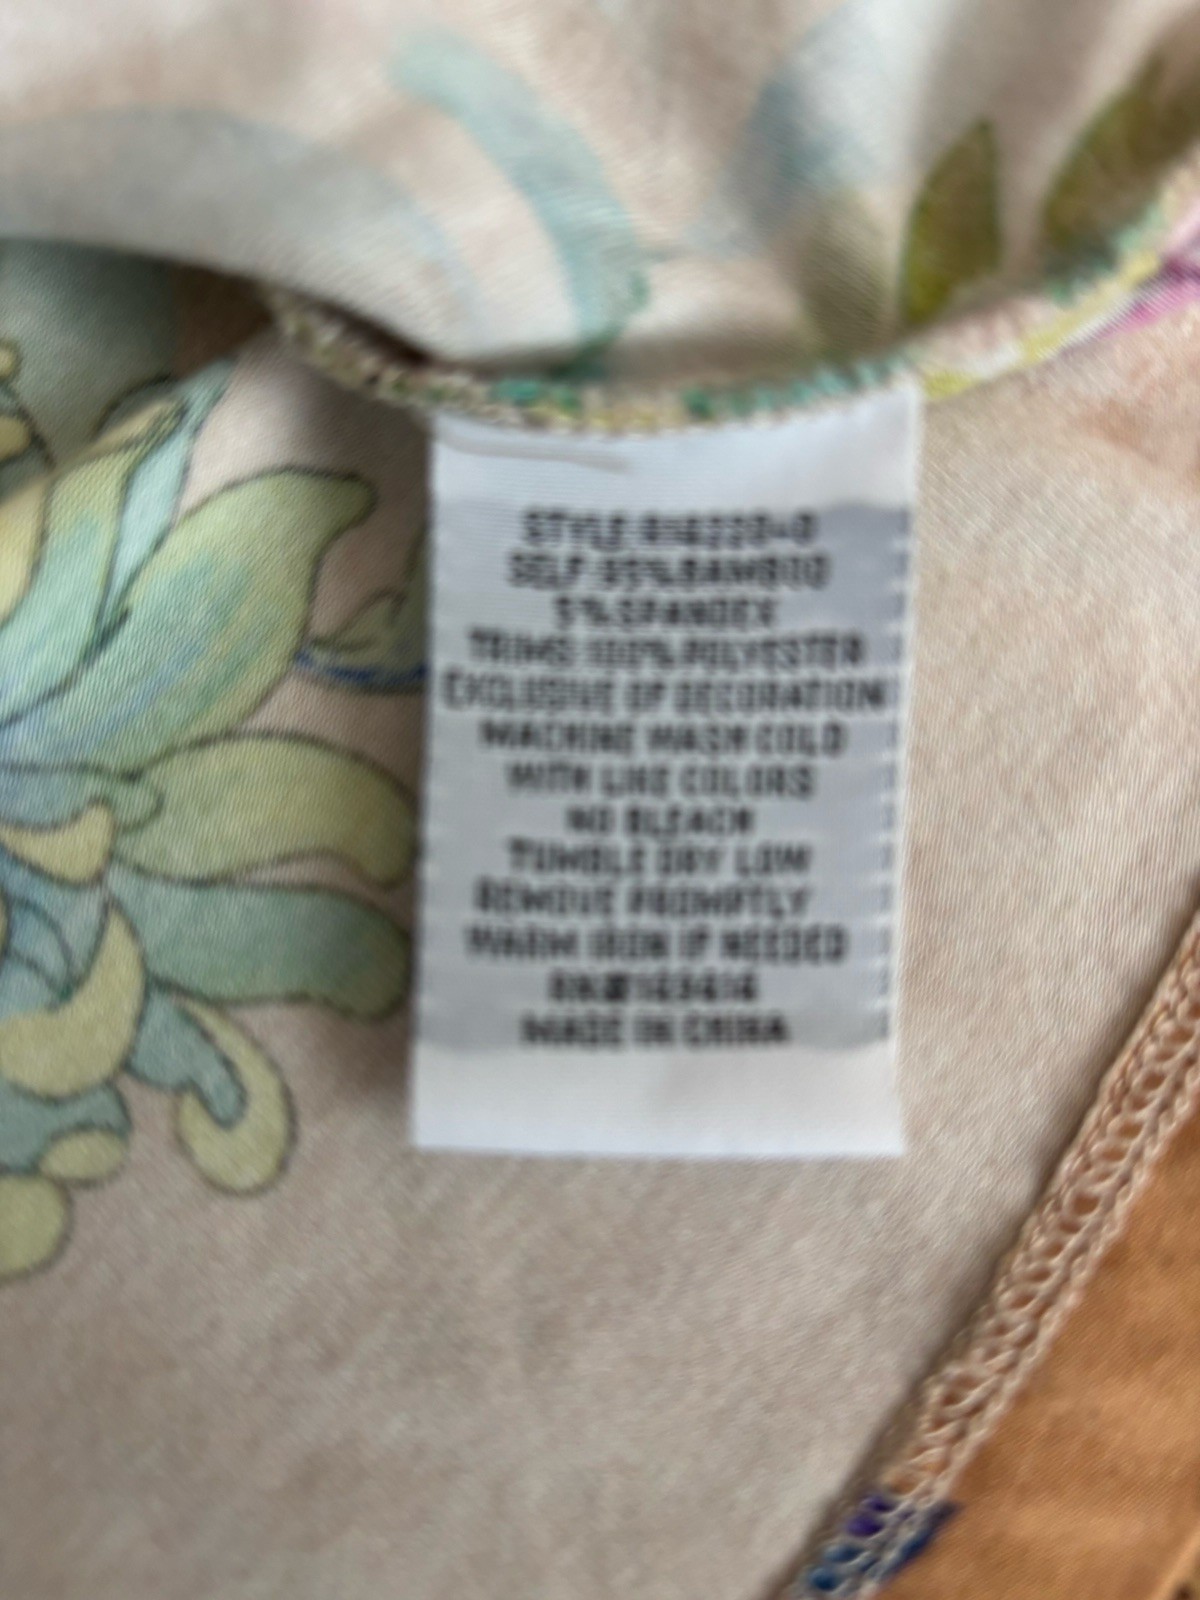 STYLE
SELF 95%BAMBOO
5%SPANDEX
TRIMS 100%POLYESTER
EXCLUSIVE OF DECORATION
MACHINE WASH COLD
WITH LIKE COLORS
NO BLEACH
TUMBLE DRY LOW
REMOVE PROMPTLY
WARM IRON IF NEEDED
MADE IN CHINA